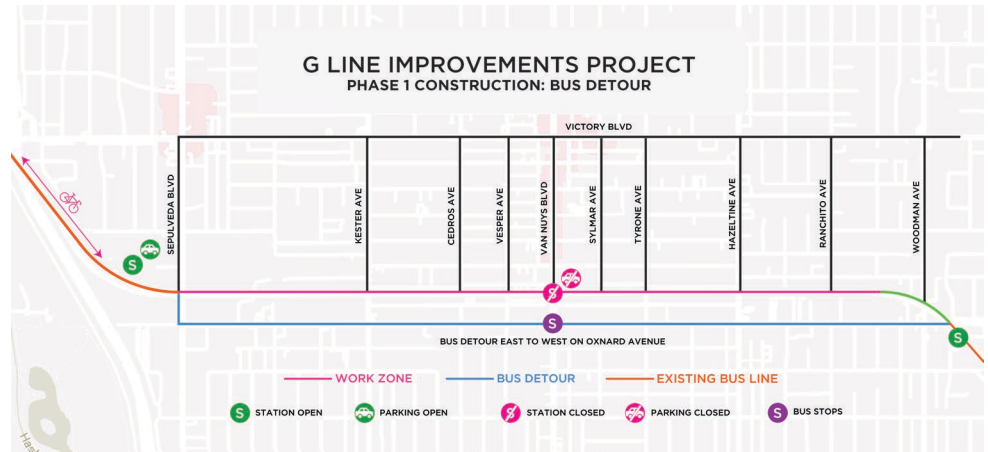 G LINE IMPROVEMENTS PROJECT
PHASE 1 CONSTRUCTION: BUS DETOUR
VICTORY BLVD
SEPULVEDA BLVD
KESTER AVE
CEDROS AVE
VESPER AVE
VAN NUYS BLVD
SYLMAR AVE
TYRONE AVE
HAZELTINE AVE
RANCHITO AVE
WOODMAN AVE
S
S
S
S
BUS DETOUR EAST TO WEST ON OXNARD AVENUE
WORK ZONE
BUS DETOUR
EXISTING BUS LINE
S STATION OPEN
PARKING OPEN
S STATION CLOSED
PARKING CLOSED
S BUS STOPS